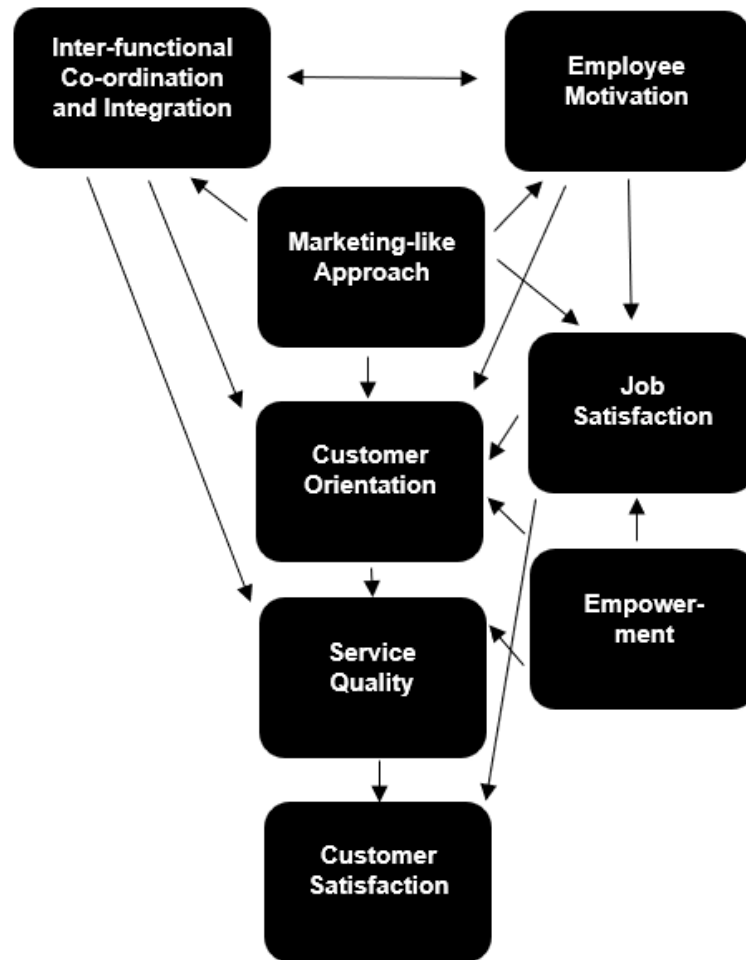 Inter-functional
Co-ordination
and Integration
Employee
Motivation
Marketing-like
Approach
Job
Satisfaction
Customer
Orientation
Empower-
ment
Service
Quality
Customer
Satisfaction